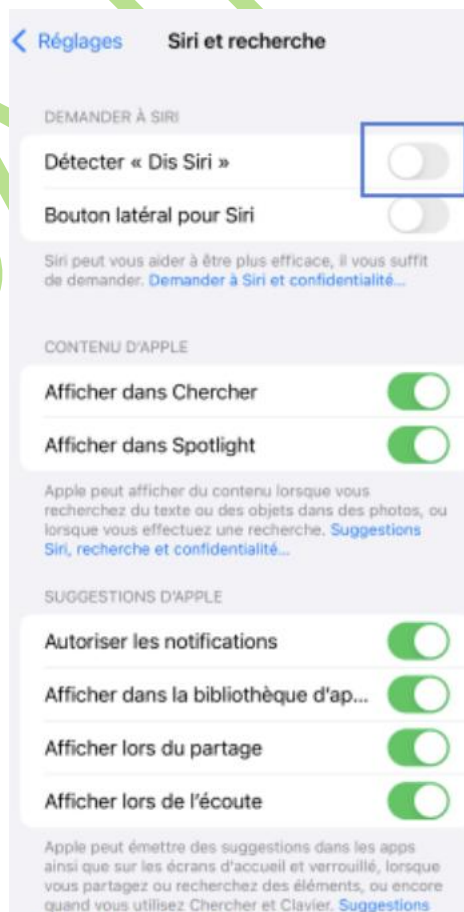 Réglages Siri et recherche
DEMANDER À SIRI
Détecter « Dis Siri »
Bouton latéral pour Siri
Siri peut vous aider à être plus efficace, il vous suffit
de demander. Demander à Siri et confidentialité...
CONTENU D'APPLE
Afficher dans Chercher
Afficher dans Spotlight
Apple peut afficher du contenu lorsque vous
recherchez du texte ou des objets dans des photos, ou
lorsque vous effectuez une recherche. Suggestions
Siri, recherche et confidentialité...
SUGGESTIONS D'APPLE
Autoriser les notifications
Afficher dans la bibliothèque d'ap...
Afficher lors du partage
Afficher lors de l'écoute
Apple peut émettre des suggestions dans les apps
ainsi que sur les écrans d'accueil et verrouillé, lorsque
vous partagez ou recherchez des éléments, ou encore
quand vous utilisez Chercher et Clavier. Suggestions